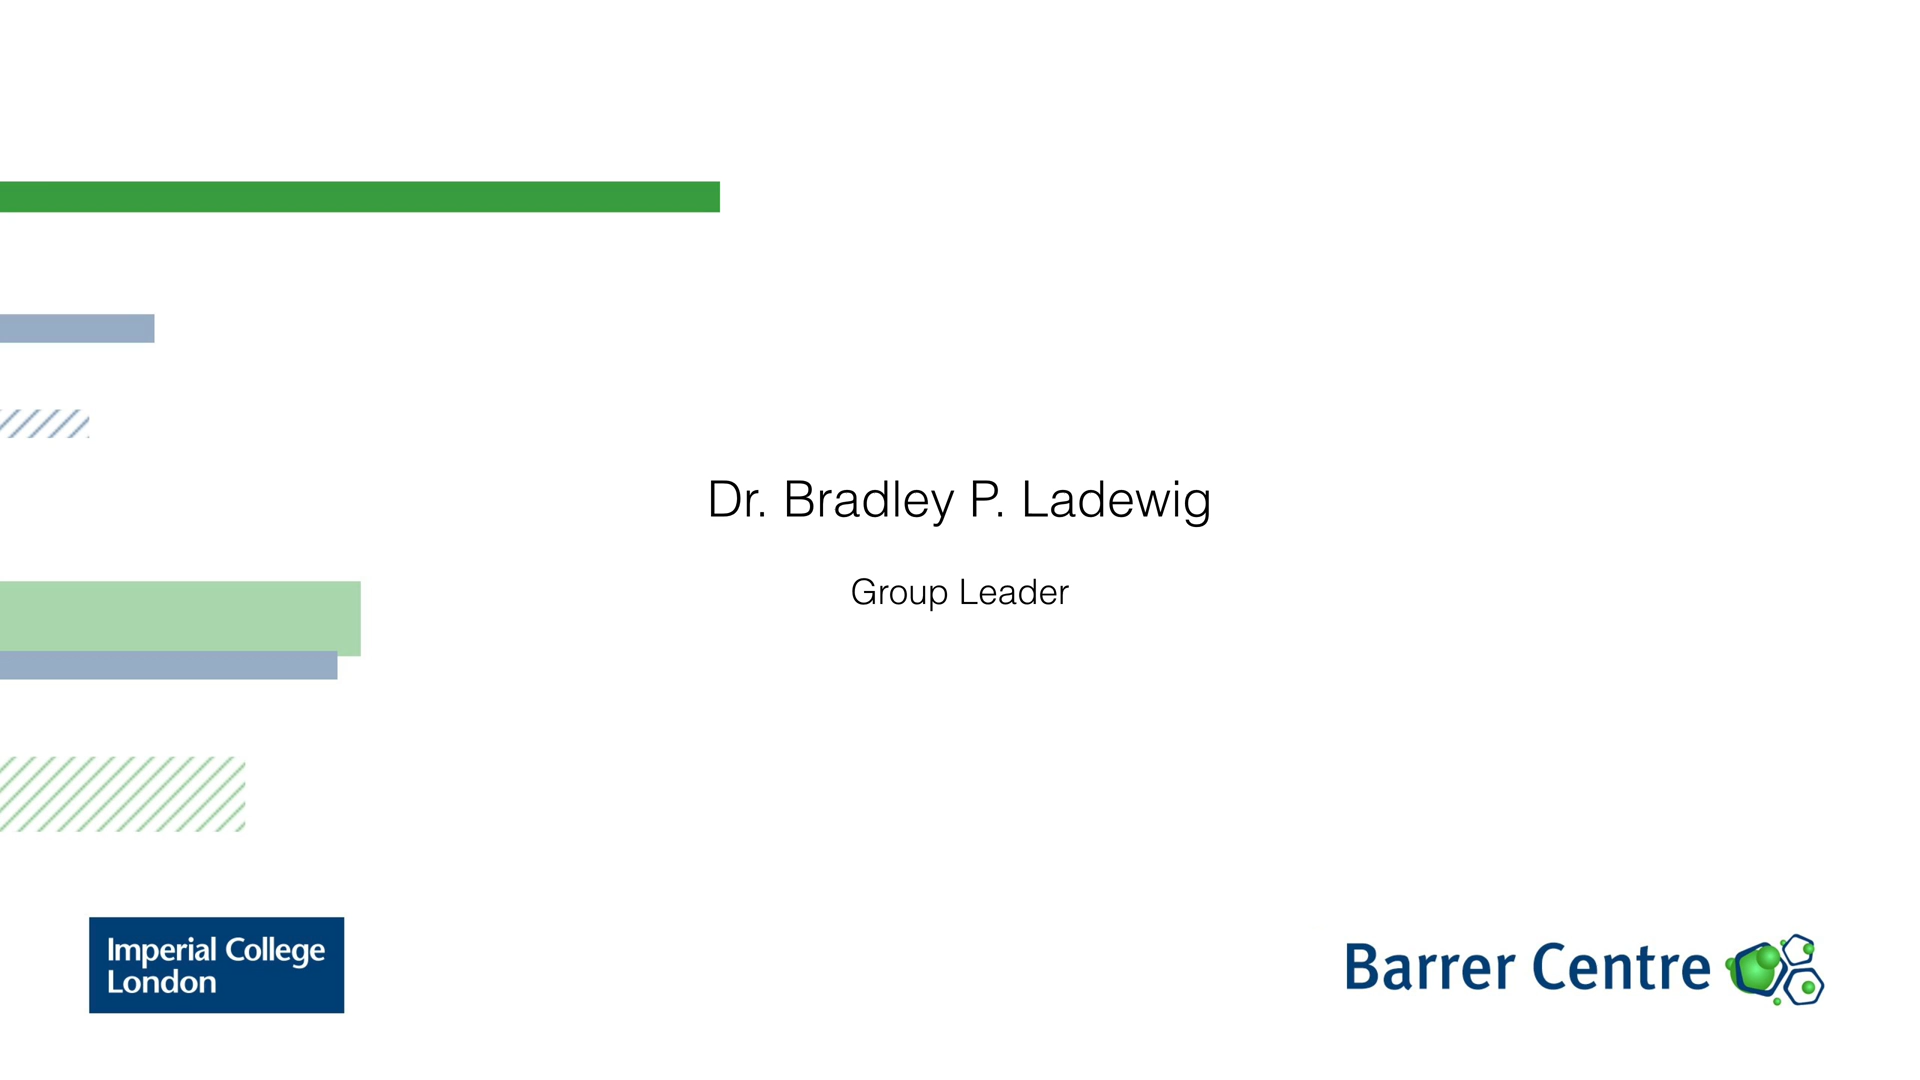 Dr. Bradley P. Ladewig
Group Leader
Imperial College
London
Barrer Centre